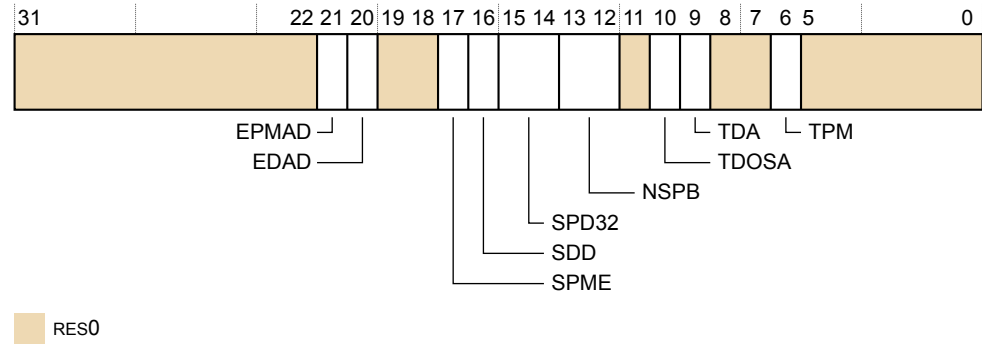 31 22 21 20 19 18 17 16 15 14 13 12 11 10 9 8 7 6 5 0
EPMAD TDA TPM
EDAD TDOSA
NSPB
SPD32
SDD
SPME
RES0